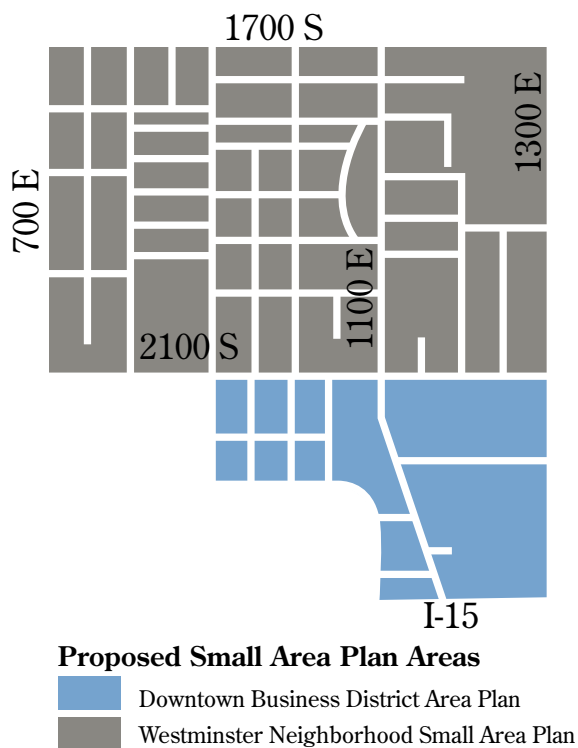 1700 S
1300 E
700 E
1100 E
2100 S
I-15
Proposed Small Area Plan Areas
Downtown Business District Area Plan
Westminster Neighborhood Small Area Plan